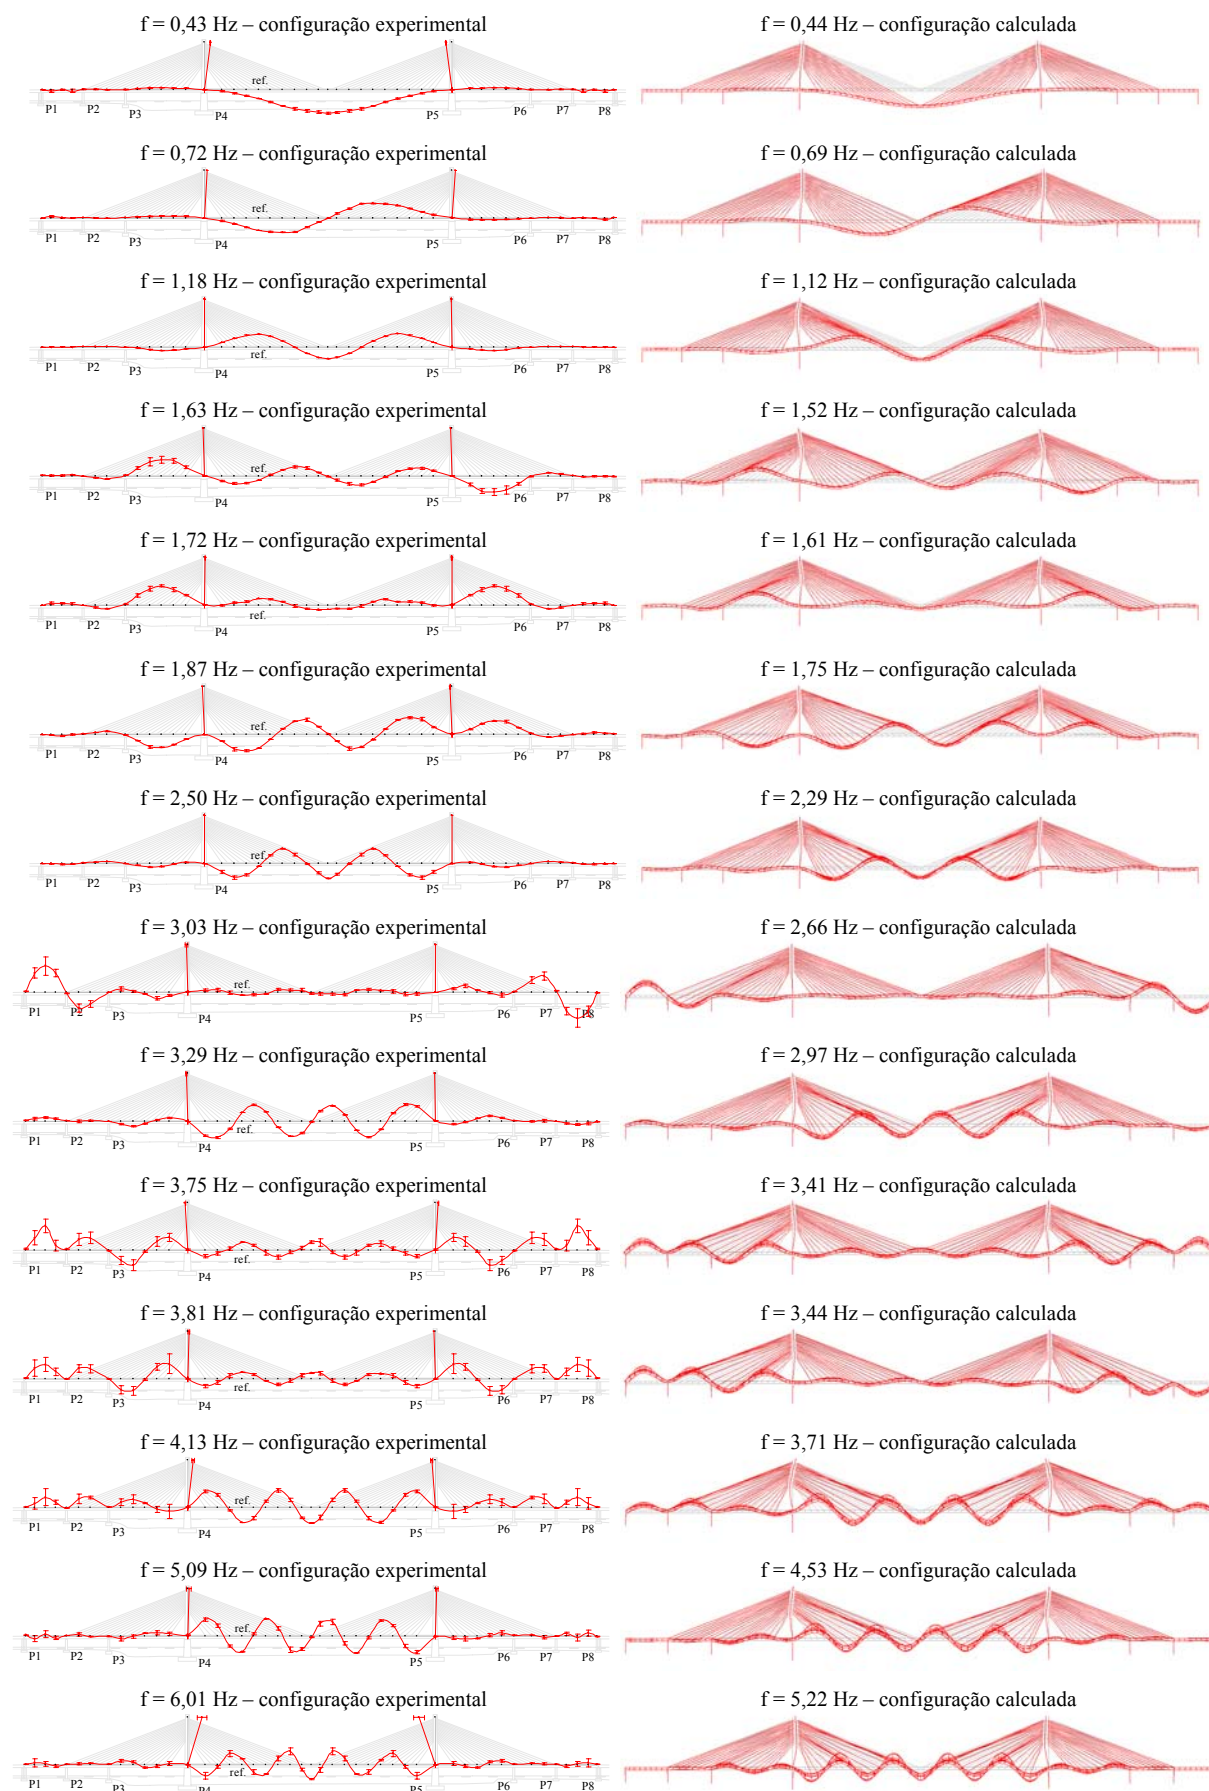 f = 0,43 Hz – configuração experimental f = 0,44 Hz – configuração calculada
ref.
P1 P2 P3 P4 P5 P6 P7 P8
f = 0,72 Hz – configuração experimental f = 0,69 Hz – configuração calculada
ref.
P1 P2 P3 P4 P5 P6 P7 P8
f = 1,18 Hz – configuração experimental f = 1,12 Hz – configuração calculada
ref.
P1 P2 P3 P4 P5 P6 P7 P8
f = 1,63 Hz – configuração experimental f = 1,52 Hz – configuração calculada
ref.
P1 P2 P3 P4 P5 P6 P7 P8
f = 1,72 Hz – configuração experimental f = 1,61 Hz – configuração calculada
ref.
P1 P2 P3 P4 P5 P6 P7 P8
f = 1,87 Hz – configuração experimental f = 1,75 Hz – configuração calculada
ref.
P1 P2 P3 P4 P5 P6 P7 P8
f = 2,50 Hz – configuração experimental f = 2,29 Hz – configuração calculada
ref.
P1 P2 P3 P4 P5 P6 P7 P8
f = 3,03 Hz – configuração experimental f = 2,66 Hz – configuração calculada
ref.
P1 P2 P3 P4 P5 P6 P7 P8
f = 3,29 Hz – configuração experimental f = 2,97 Hz – configuração calculada
ref.
P1 P2 P3 P4 P5 P6 P7 P8
f = 3,75 Hz – configuração experimental f = 3,41 Hz – configuração calculada
ref.
P1 P2 P3 P4 P5 P6 P7 P8
f = 3,81 Hz – configuração experimental f = 3,44 Hz – configuração calculada
ref.
P1 P2 P3 P4 P5 P6 P7 P8
f = 4,13 Hz – configuração experimental f = 3,71 Hz – configuração calculada
ref.
P1 P2 P3 P4 P5 P6 P7 P8
f = 5,09 Hz – configuração experimental f = 4,53 Hz – configuração calculada
ref.
P1 P2 P3 P4 P5 P6 P7 P8
f = 6,01 Hz – configuração experimental f = 5,22 Hz – configuração calculada
ref.
P1 P2 P3 P4 P5 P6 P7 P8